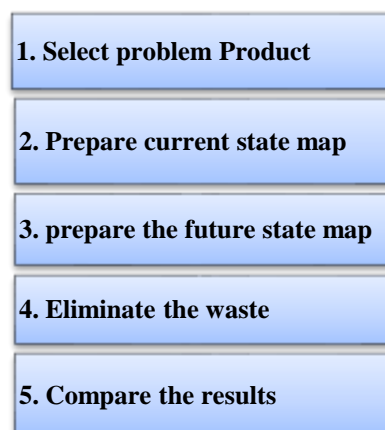 1. Select problem Product
2. Prepare current state map
3. prepare the future state map
4. Eliminate the waste
5. Compare the results